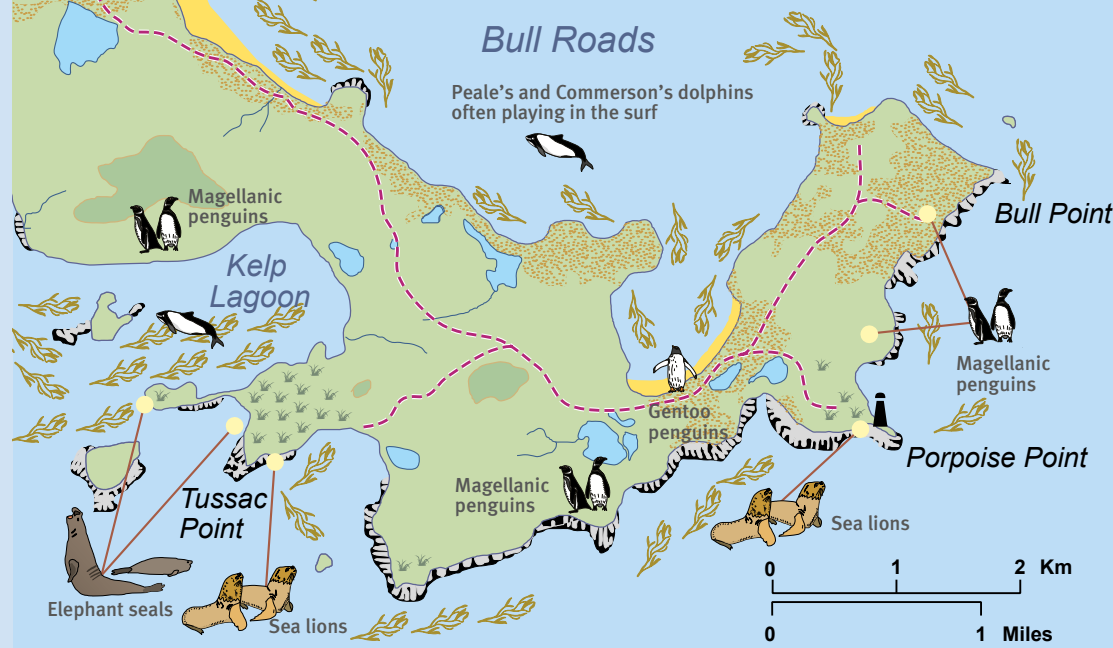 Bull Roads
Peale's and Commerson's dolphins
often playing in the surf
Magellanic
penguins
Bull Point
Kelp
Lagoon
Magellanic
penguins
Gentoo
penguins
Porpoise Point
Tussac
Point
Magellanic
penguins
Sea lions
Elephant seals
Sea lions
0 1 2 Km
0 1 Miles